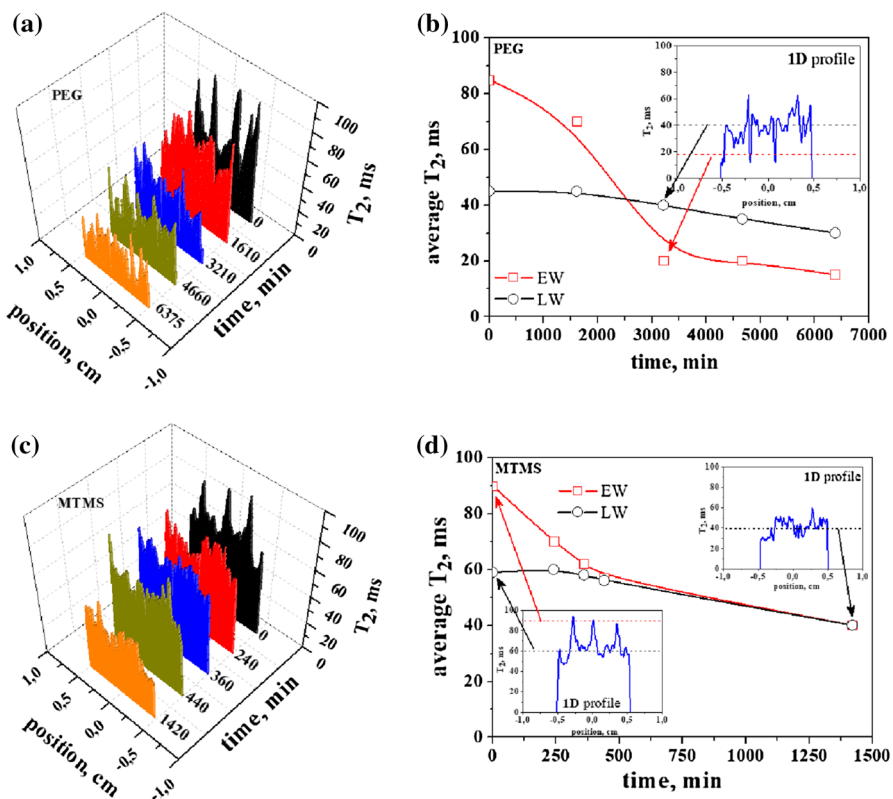 (a)
PEG
100
80
60
40
20
0
T2, ms
0
1610
3210
4660
6375
time, min
1,0
0,5
0,0
-0,5
-1,0
position, cm
(b)
PEG
100
80
60
40
20
0
average T2, ms
0 1000 2000 3000 4000 5000 6000 7000
time, min
EW
LW
1D profile
100
80
60
40
20
0
T2, ms
-1,0 -0,5 0,0 0,5 1,0
position, cm
(c)
MTMS
100
80
60
40
20
0
T2, ms
0
240
360
440
1420
time, min
1,0
0,5
0,0
-0,5
-1,0
position, cm
(d)
MTMS
100
80
60
40
20
0
average T2, ms
0 250 500 750 1000 1250 1500
time, min
EW
LW
1D profile
100
80
60
40
20
0
T2, ms
-1,0 -0,5 0,0 0,5 1,0
position, cm
100
80
60
40
20
0
T2, ms
1D profile
-1,0 -0,5 0,0 0,5 1,0
position, cm